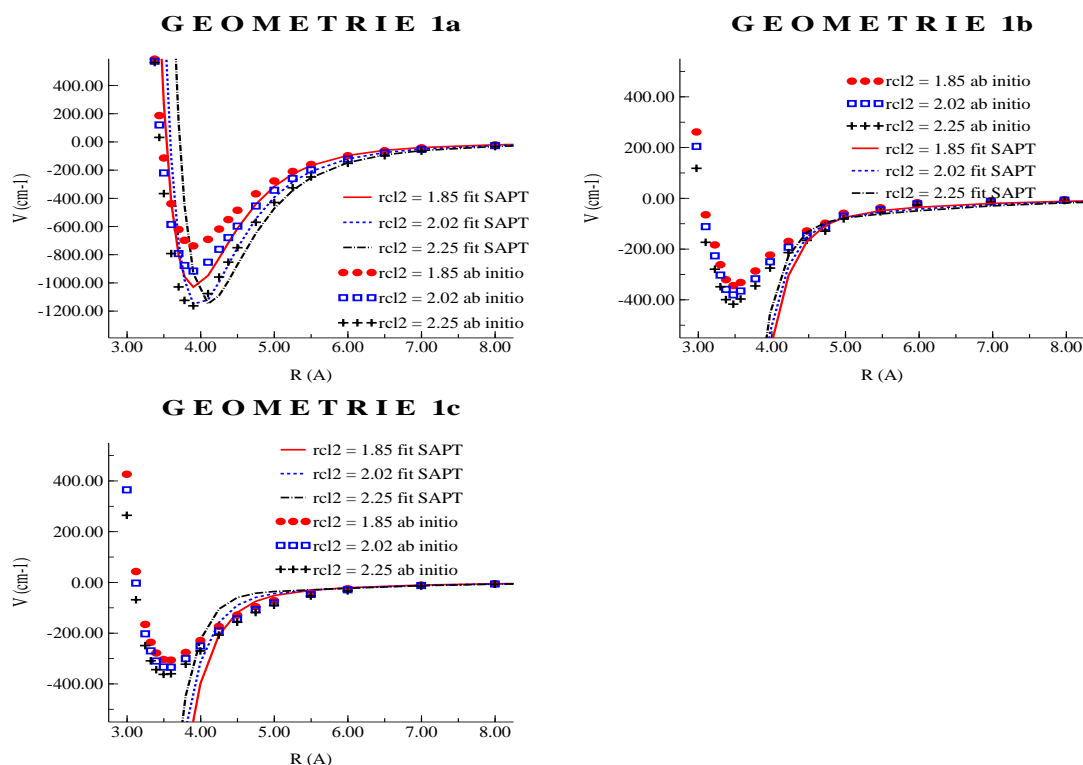 G E O M E T R I E 1a
V (cm-1)
400.00
200.00
0.00
-200.00
-400.00
-600.00
-800.00
-1000.00
-1200.00
rcl2 = 1.85 fit SAPT
rcl2 = 2.02 fit SAPT
rcl2 = 2.25 fit SAPT
rcl2 = 1.85 ab initio
rcl2 = 2.02 ab initio
rcl2 = 2.25 ab initio
3.00 4.00 5.00 6.00 7.00 8.00
R (A)
G E O M E T R I E 1b
V (cm-1)
400.00
200.00
0.00
-200.00
-400.00
rcl2 = 1.85 ab initio
rcl2 = 2.02 ab initio
rcl2 = 2.25 ab initio
rcl2 = 1.85 fit SAPT
rcl2 = 2.02 fit SAPT
rcl2 = 2.25 fit SAPT
3.00 4.00 5.00 6.00 7.00 8.00
R (A)
G E O M E T R I E 1c
V (cm-1)
400.00
200.00
0.00
-200.00
-400.00
rcl2 = 1.85 fit SAPT
rcl2 = 2.02 fit SAPT
rcl2 = 2.25 fit SAPT
rcl2 = 1.85 ab initio
rcl2 = 2.02 ab initio
rcl2 = 2.25 ab initio
3.00 4.00 5.00 6.00 7.00 8.00
R (A)